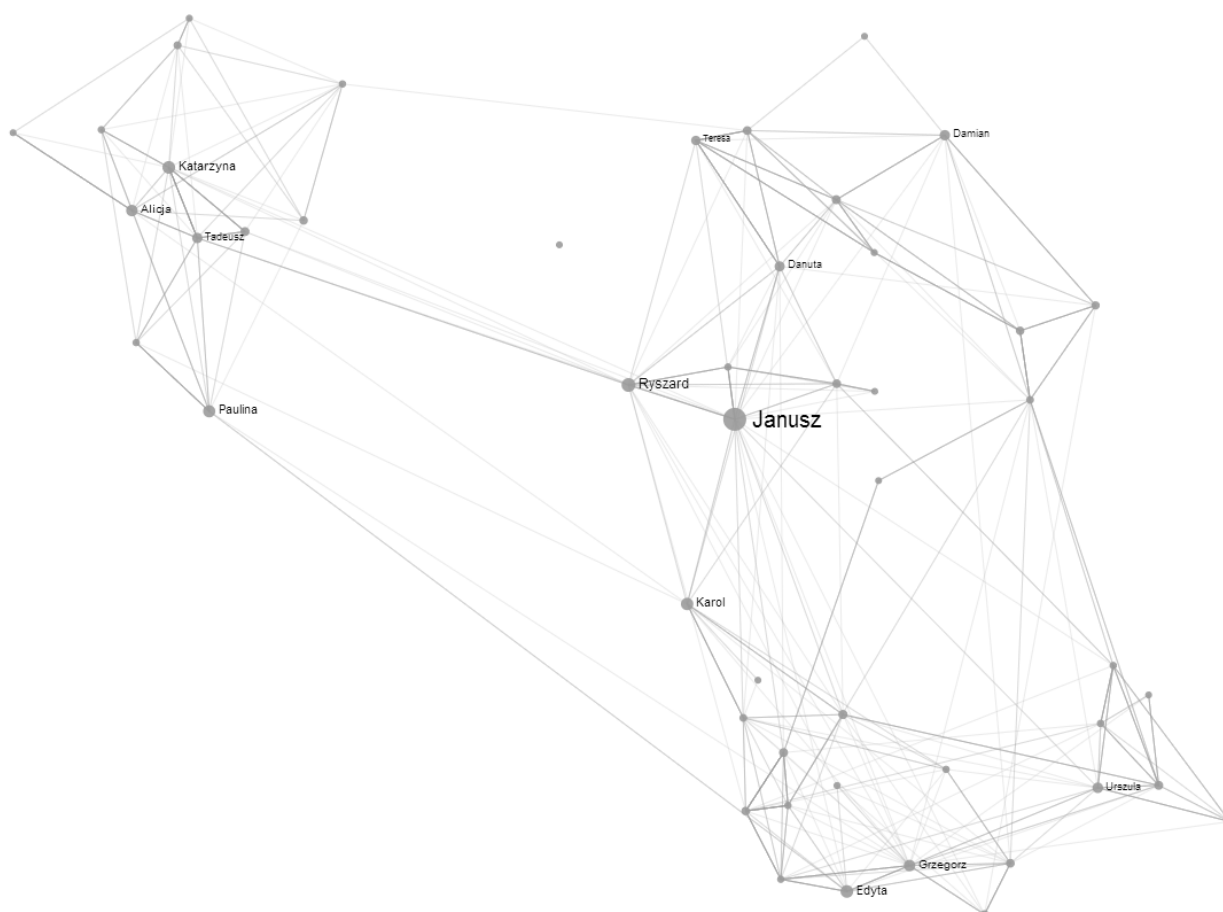 Damian
Teresa
Katarzyna
Alicja
Tadeusz
Danuta
Ryszard
Paulina
Janusz
Karol
Urszula
Grzegorz
Edyta